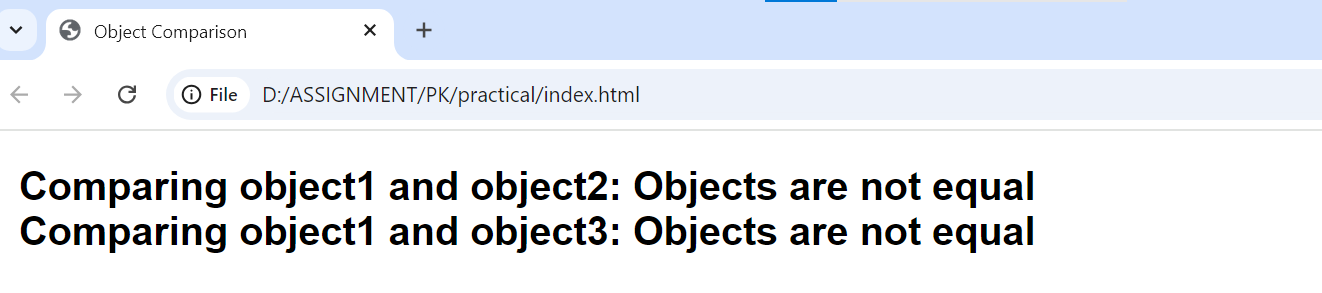 Object Comparison
File D:/ASSIGNMENT/PK/practical/index.html
Comparing object1 and object2: Objects are not equal
Comparing object1 and object3: Objects are not equal